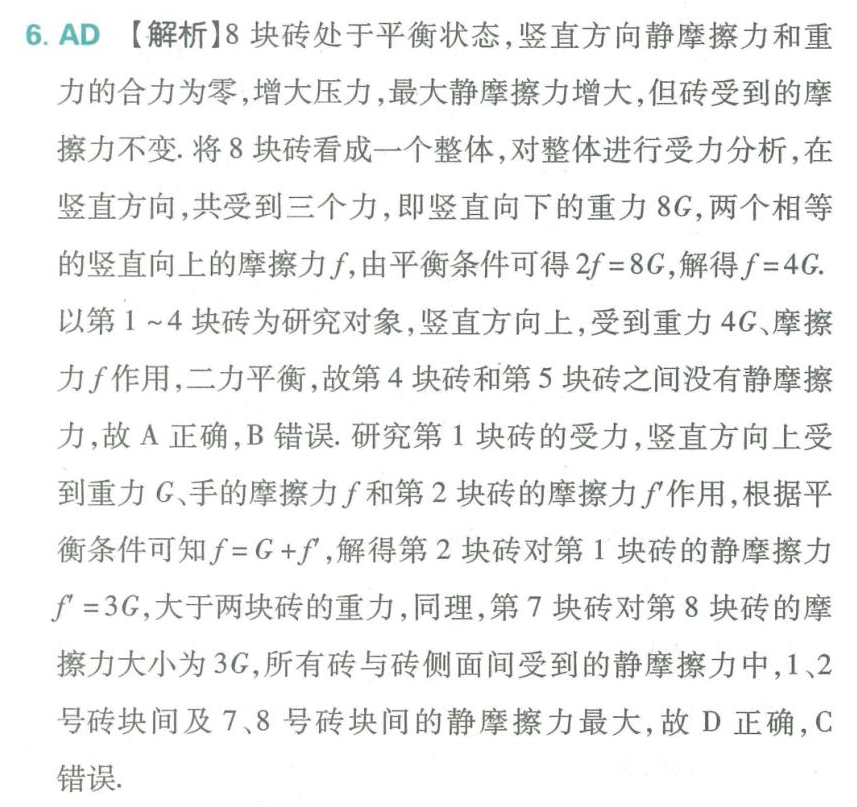 6. AD 【解析】8 块砖处于平衡状态,竖直方向静摩擦力和重
力的合力为零,增大压力,最大静摩擦力增大,但砖受到的摩
擦力不变. 将 8 块砖看成一个整体,对整体进行受力分析,在
竖直方向,共受到三个力,即竖直向下的重力 8G,两个相等
的竖直向上的摩擦力 f,由平衡条件可得 2f=8G,解得 f=4G.
以第 1 ~4 块砖为研究对象,竖直方向上,受到重力 4G、摩擦
力 f 作用,二力平衡,故第 4 块砖和第 5 块砖之间没有静摩擦
力,故 A 正确,B 错误. 研究第 1 块砖的受力,竖直方向上受
到重力 G、手的摩擦力 f 和第 2 块砖的摩擦力 f′作用,根据平
衡条件可知 f=G+f′,解得第 2 块砖对第 1 块砖的静摩擦力
f′=3G,大于两块砖的重力,同理,第 7 块砖对第 8 块砖的摩
擦力大小为 3G,所有砖与砖侧面间受到的静摩擦力中,1、2
号砖块间及 7、8 号砖块间的静摩擦力最大,故 D 正确,C
错误.